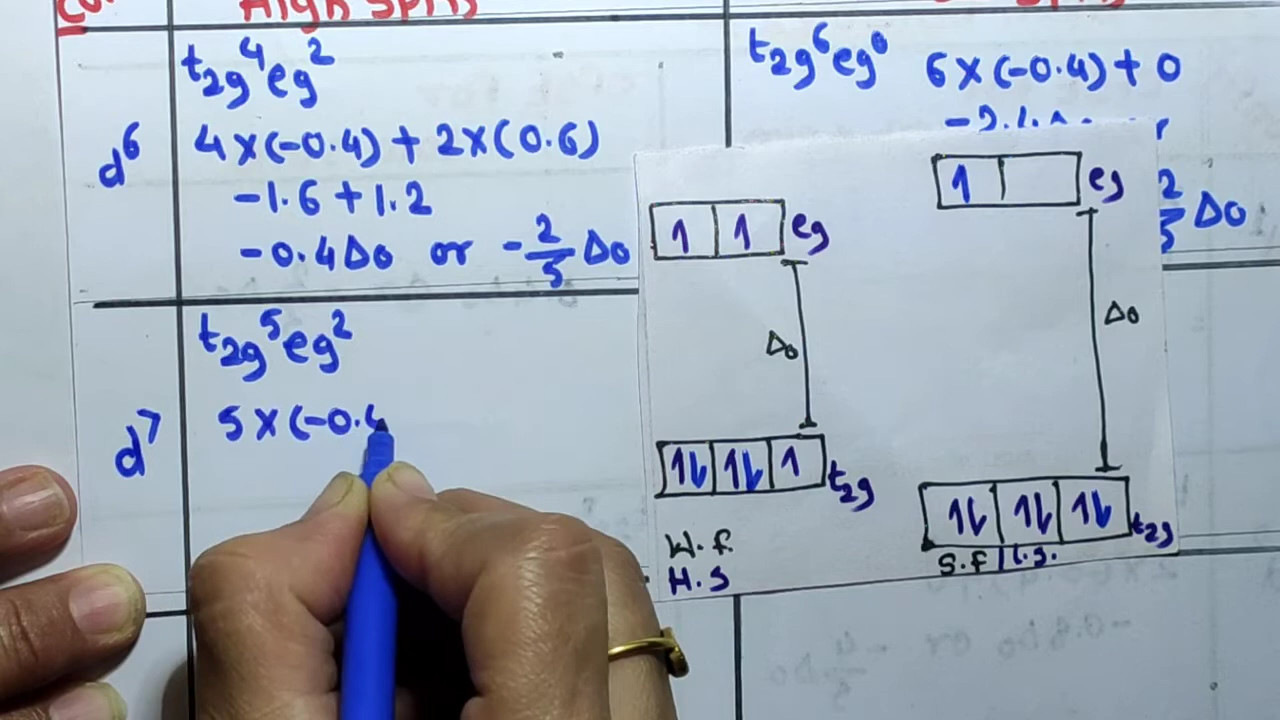 High Spin
t2g⁴eg²
d⁶
4×(-0.4)+2×(0.6)
-1.6+1.2
-0.4Δo or -2/5 Δo
t2g⁶eg⁰
6×(-0.4)+0
Δo
t2g⁵eg²
d⁷
5×(-0.4
1 1 eg
Δo
1⇂ 1⇂ 1 t2g
W.F.
H.S
1 eg
Δo
1⇂ 1⇂ 1⇂ t2g
S.F/L.S.